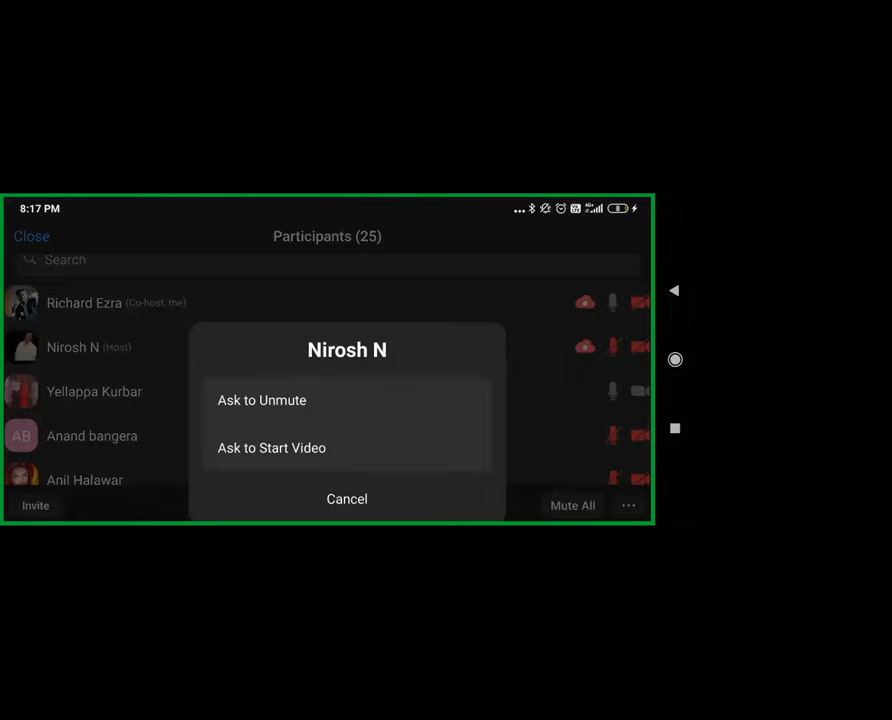 8:17 PM
8
Close
Participants (25)
Search
Richard Ezra (Co-host, me)
Nirosh N (Host)
Yellappa Kurbar
AB Anand bangera
Anil Halawar
Nirosh N
Ask to Unmute
Ask to Start Video
Cancel
Invite
Mute All